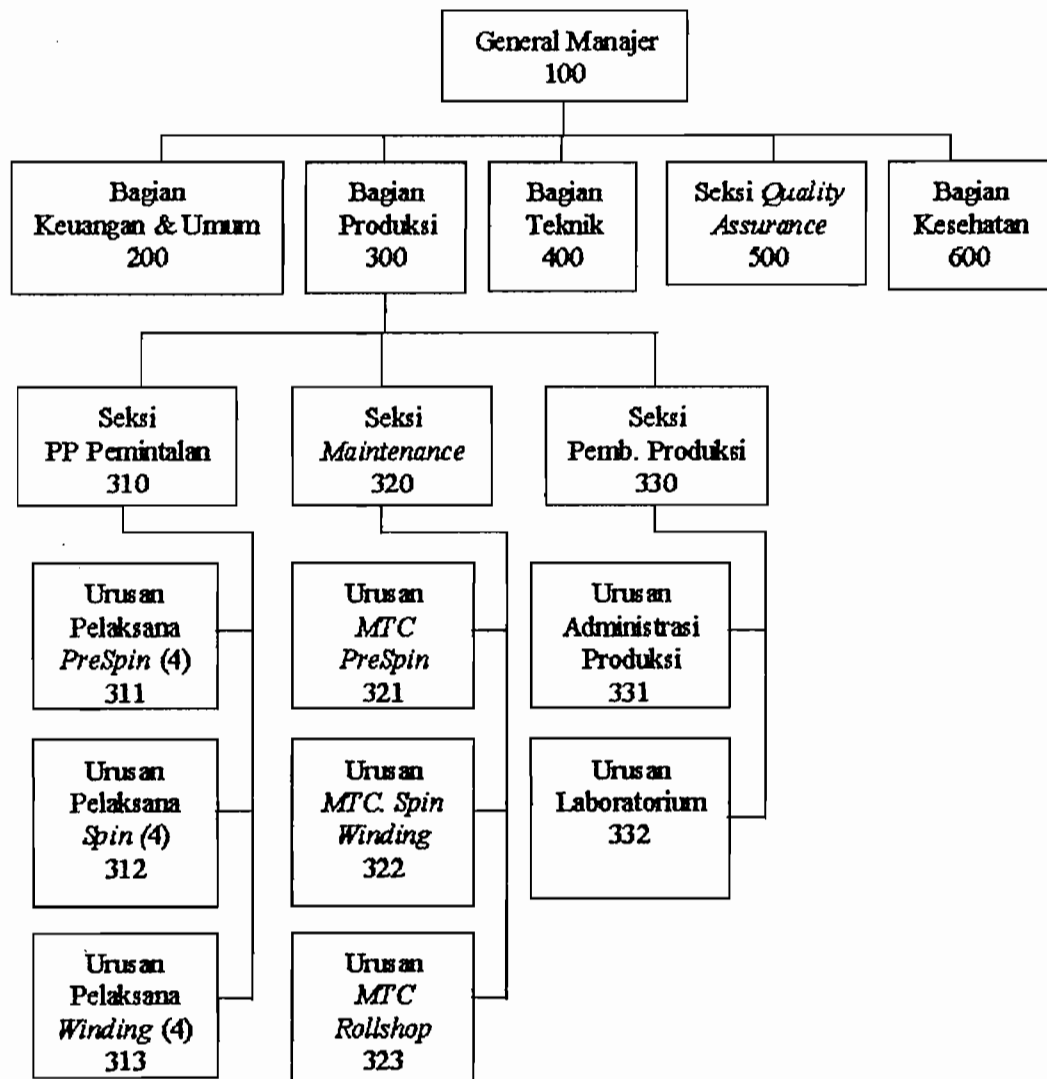 General Manajer
100
Bagian
Keuangan & Umum
200
Bagian
Produksi
300
Bagian
Teknik
400
Seksi Quality
Assurance
500
Bagian
Kesehatan
600
Seksi
PP Pemintalan
310
Seksi
Maintenance
320
Seksi
Pemb. Produksi
330
Urusan
Pelaksana
PreSpin (4)
311
Urusan
MTC
PreSpin
321
Urusan
Administrasi
Produksi
331
Urusan
Pelaksana
Spin (4)
312
Urusan
MTC. Spin
Winding
322
Urusan
Laboratorium
332
Urusan
Pelaksana
Winding (4)
313
Urusan
MTC
Rollshop
323